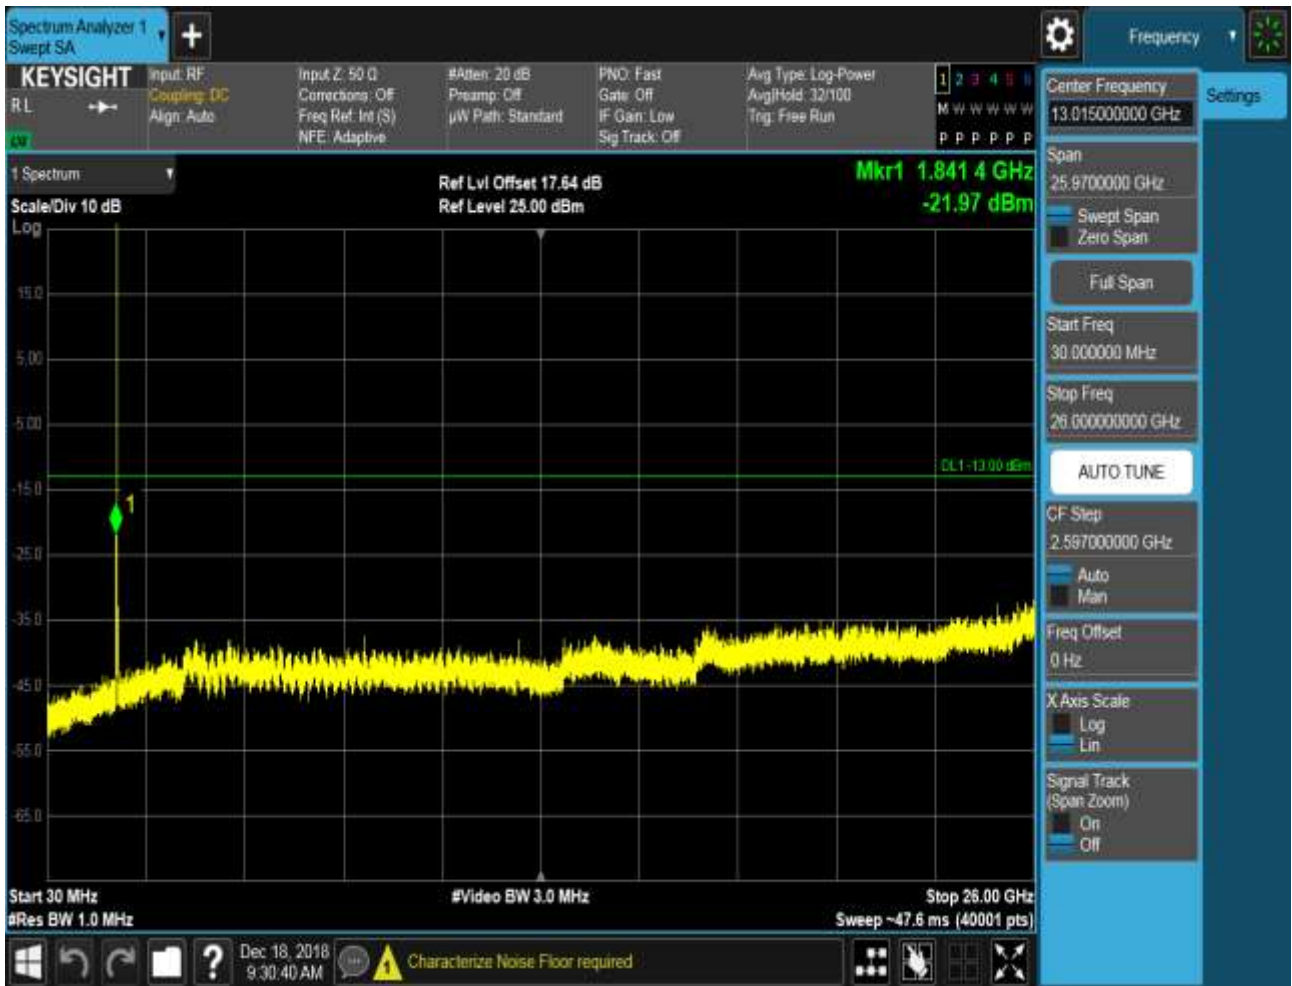 Spectrum Analyzer 1
Swept SA
+
Frequency
KEYSIGHT
RL
Input: RF
Coupling: DC
Align: Auto
Input Z: 50 Ω
Corrections: Off
Freq Ref: Int (S)
NFE: Adaptive
#Atten: 20 dB
Preamp: Off
µW Path: Standard
PNO: Fast
Gate: Off
IF Gain: Low
Sig Track: Off
Avg Type: Log-Power
Avg|Hold: 32/100
Trig: Free Run
1 2 3 4 5 6
M W W W W W
P P P P P P
1 Spectrum
Scale/Div 10 dB
Log
Ref Lvl Offset 17.64 dB
Ref Level 25.00 dBm
Mkr1 1.841 4 GHz
-21.97 dBm
15.0
5.00
-5.00
-15.0
-25.0
-35.0
-45.0
-55.0
-65.0
DL1 -13.00 dBm
1
Start 30 MHz
#Res BW 1.0 MHz
#Video BW 3.0 MHz
Stop 26.00 GHz
Sweep ~47.6 ms (40001 pts)
Center Frequency
13.015000000 GHz
Settings
Span
25.9700000 GHz
Swept Span
Zero Span
Full Span
Start Freq
30.000000 MHz
Stop Freq
26.000000000 GHz
AUTO TUNE
CF Step
2.597000000 GHz
Auto
Man
Freq Offset
0 Hz
X Axis Scale
Log
Lin
Signal Track
(Span Zoom)
On
Off
?
Dec 18, 2018
9:30:40 AM
Characterize Noise Floor required